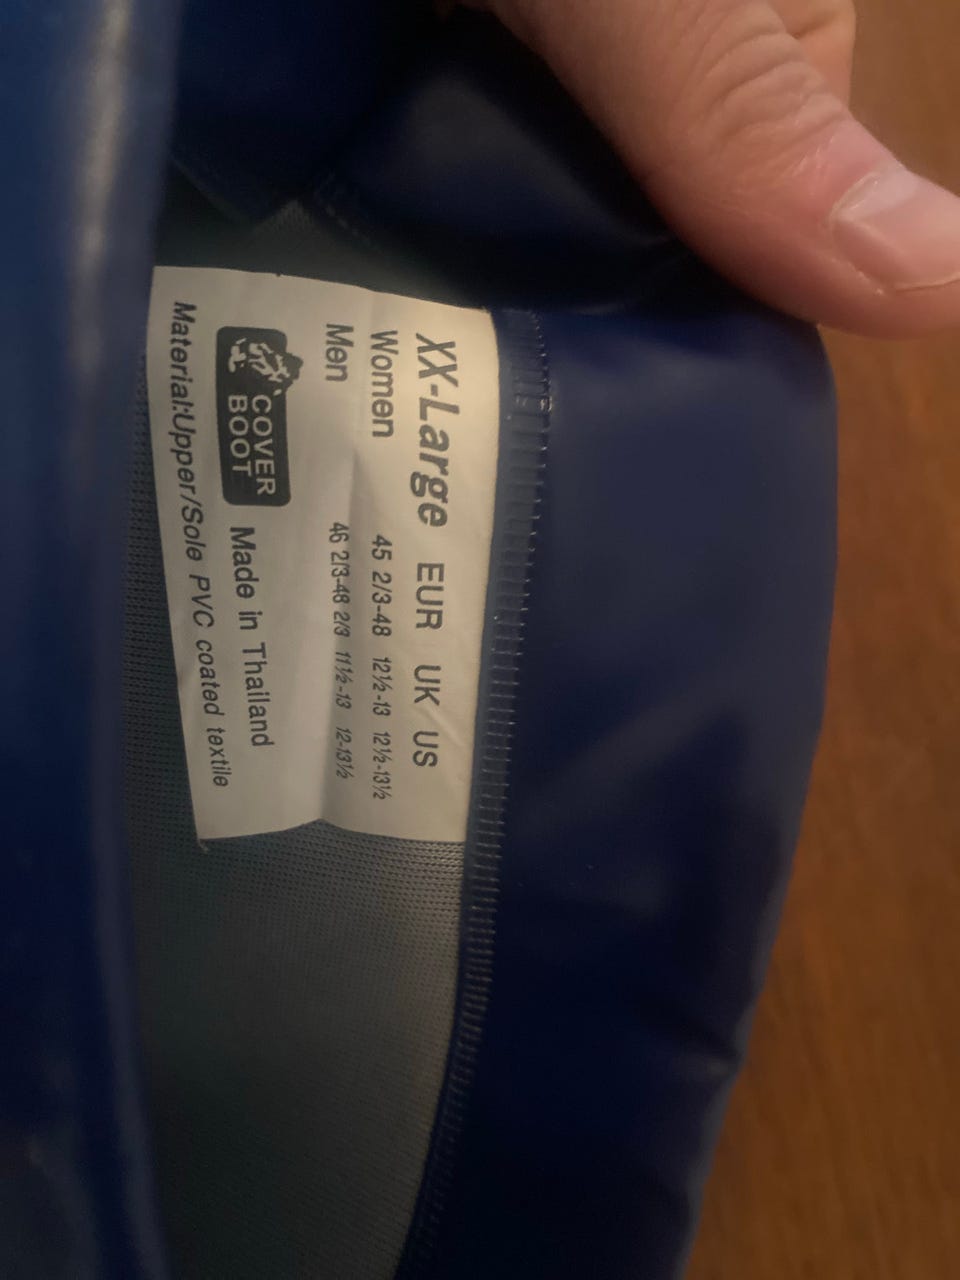 XX-Large EUR UK US
Women 45 2/3-48 12½-13 12½-13½
Men 46 2/3-48 2/3 11½-13 12-13½
COVER
BOOT
Made in Thailand
Material:Upper/Sole PVC coated textile